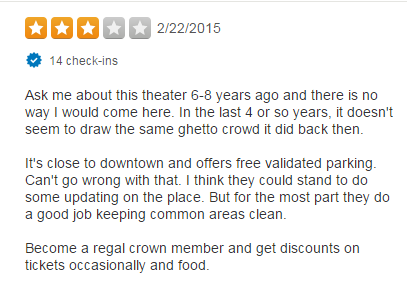 2/22/2015
14 check-ins
Ask me about this theater 6-8 years ago and there is no
way I would come here. In the last 4 or so years, it doesn't
seem to draw the same ghetto crowd it did back then.
It's close to downtown and offers free validated parking.
Can't go wrong with that. I think they could stand to do
some updating on the place. But for the most part they do
a good job keeping common areas clean.
Become a regal crown member and get discounts on
tickets occasionally and food.